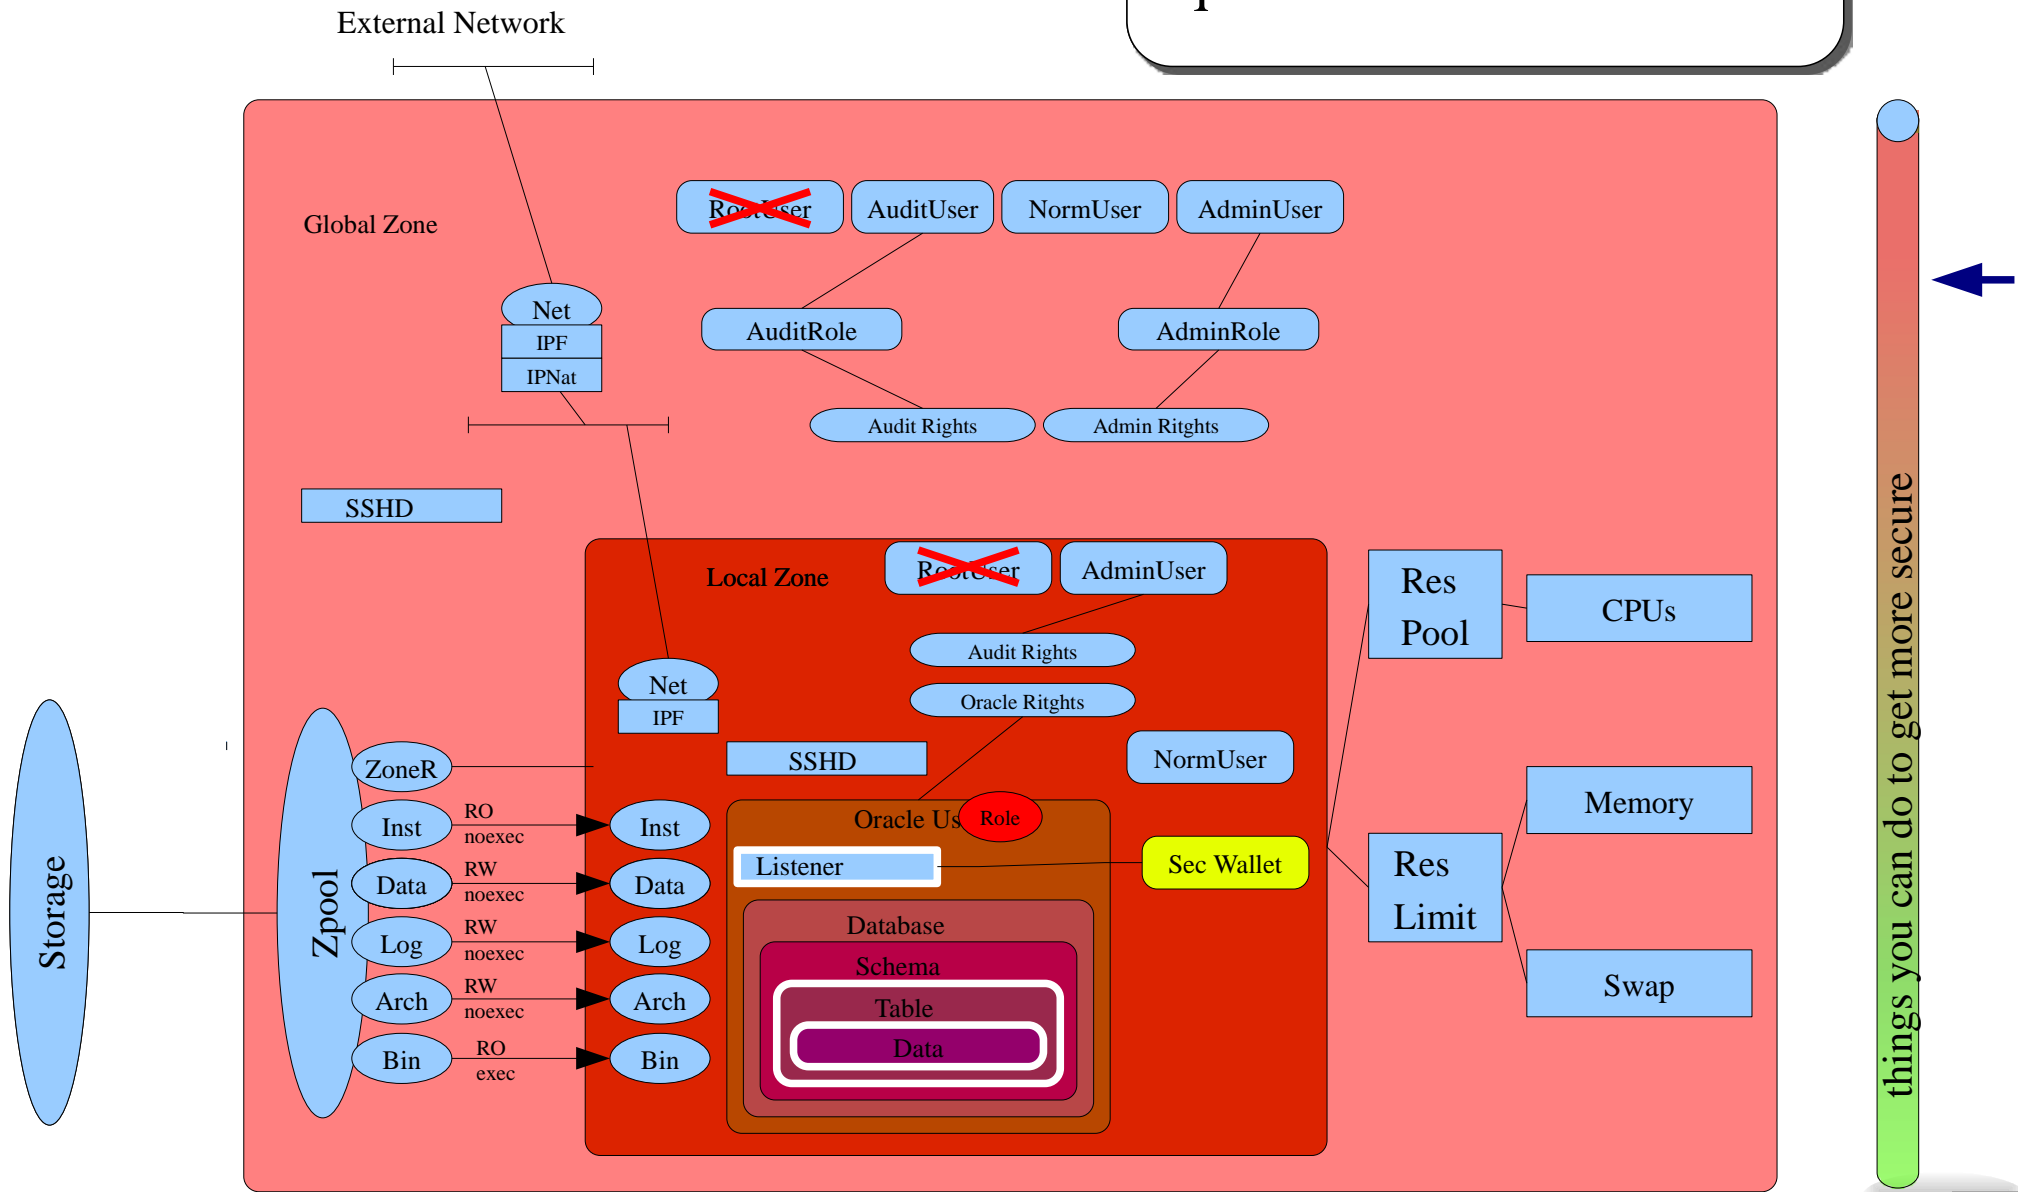 External Network
Global Zone
RootUser
AuditUser
NormUser
AdminUser
Net
IPF
IPNat
AuditRole
AdminRole
Audit Rights
Admin Ritghts
SSHD
Local Zone
RootUser
AdminUser
Audit Rights
Oracle Ritghts
Net
IPF
SSHD
NormUser
Res
Pool
CPUs
Memory
Res
Limit
Swap
Storage
Zpool
ZoneR
Inst
RO
noexec
Inst
Data
RW
noexec
Data
Log
RW
noexec
Log
Arch
RW
noexec
Arch
Bin
RO
exec
Bin
Oracle Us
Role
Listener
Sec Wallet
Database
Schema
Table
Data
things you can do to get more secure